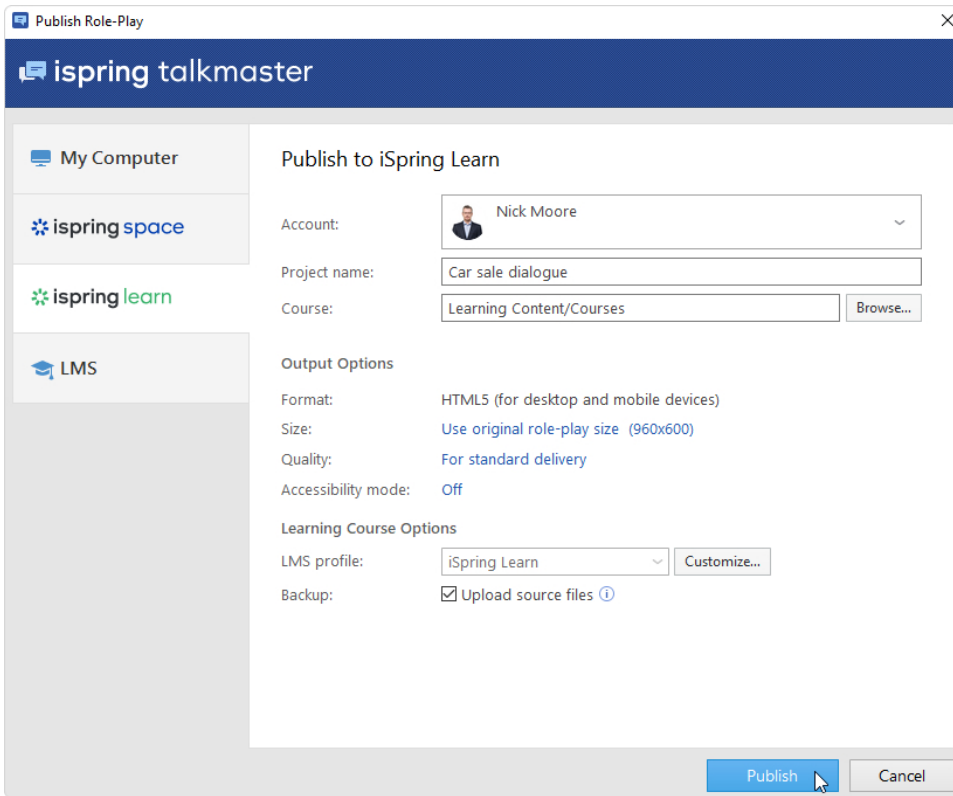 Publish Role-Play
ispring talkmaster
My Computer
ispring space
ispring learn
LMS
Publish to iSpring Learn
Account: Nick Moore
Project name: Car sale dialogue
Course: Learning Content/Courses Browse...
Output Options
Format: HTML5 (for desktop and mobile devices)
Size: Use original role-play size (960x600)
Quality: For standard delivery
Accessibility mode: Off
Learning Course Options
LMS profile: iSpring Learn Customize...
Backup: Upload source files
Publish Cancel